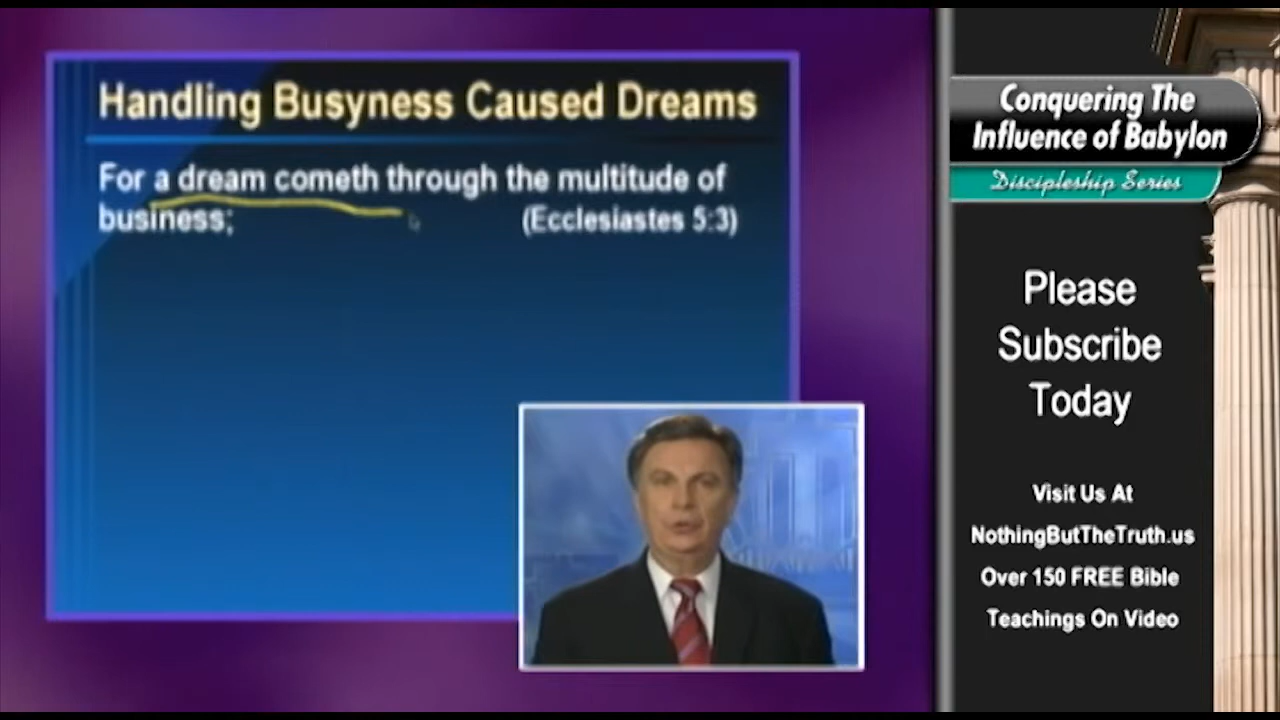 Handling Busyness Caused Dreams
For a dream cometh through the multitude of
business; (Ecclesiastes 5:3)
Conquering The
Influence of Babylon
Discipleship Series
Please
Subscribe
Today
Visit Us At
NothingButTheTruth.us
Over 150 FREE Bible
Teachings On Video